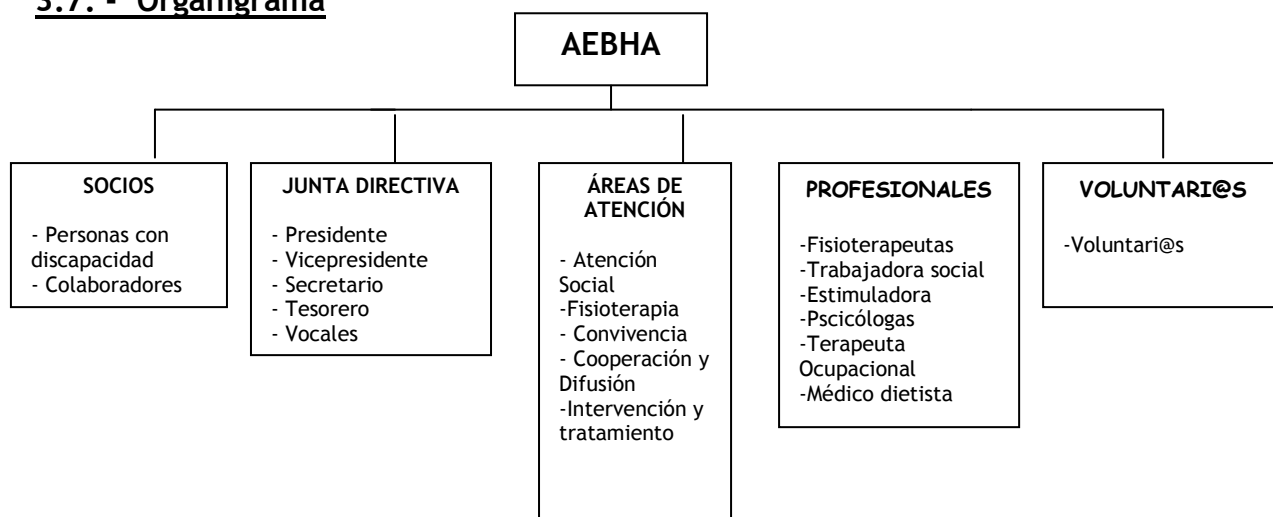 3.7. - Organigrama
AEBHA
SOCIOS
- Personas con
discapacidad
- Colaboradores
JUNTA DIRECTIVA
- Presidente
- Vicepresidente
- Secretario
- Tesorero
- Vocales
ÁREAS DE
ATENCIÓN
- Atención
Social
-Fisioterapia
- Convivencia
- Cooperación y
Difusión
-Intervención y
tratamiento
PROFESIONALES
-Fisioterapeutas
-Trabajadora social
-Estimuladora
-Pscicólogas
-Terapeuta
Ocupacional
-Médico dietista
VOLUNTARI@S
-Voluntari@s